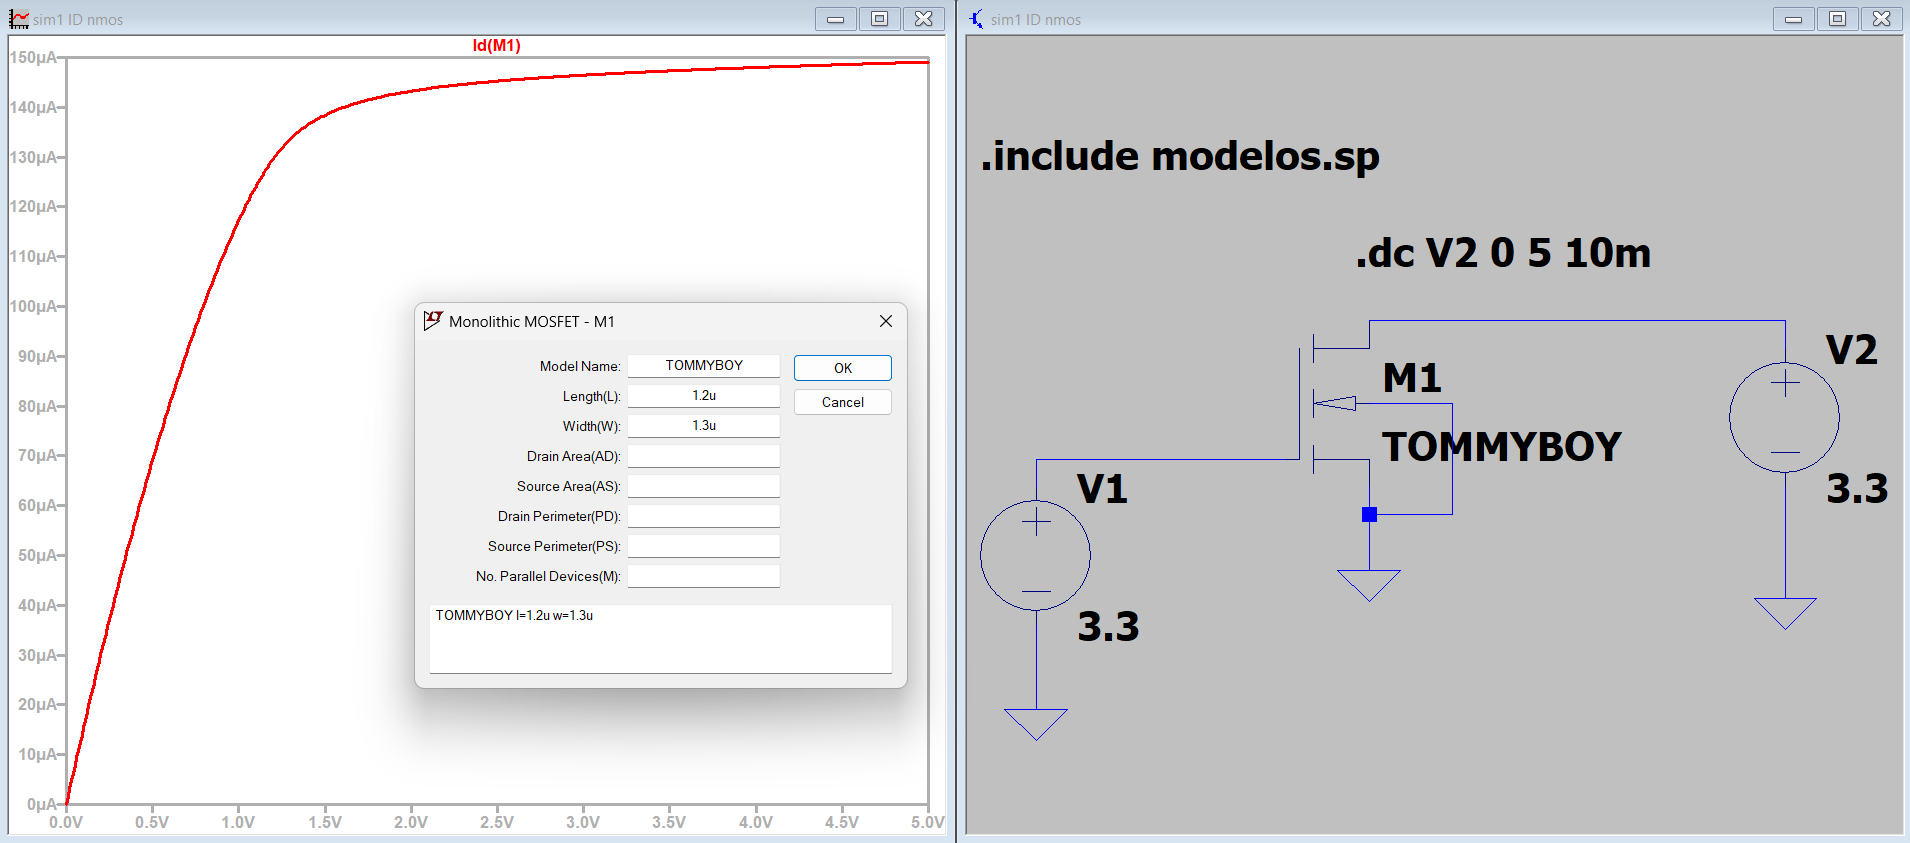 sim1 ID nmos
Id(M1)
150µA
140µA
130µA
120µA
110µA
100µA
90µA
80µA
70µA
60µA
50µA
40µA
30µA
20µA
10µA
0µA
0.0V 0.5V 1.0V 1.5V 2.0V 2.5V 3.0V 3.5V 4.0V 4.5V 5.0V
Monolithic MOSFET - M1
Model Name: TOMMYBOY OK
Length(L): 1.2u Cancel
Width(W): 1.3u
Drain Area(AD):
Source Area(AS):
Drain Perimeter(PD):
Source Perimeter(PS):
No. Parallel Devices(M):
TOMMYBOY l=1.2u w=1.3u
sim1 ID nmos
.include modelos.sp
.dc V2 0 5 10m
V2
M1
TOMMYBOY
V1
3.3
3.3